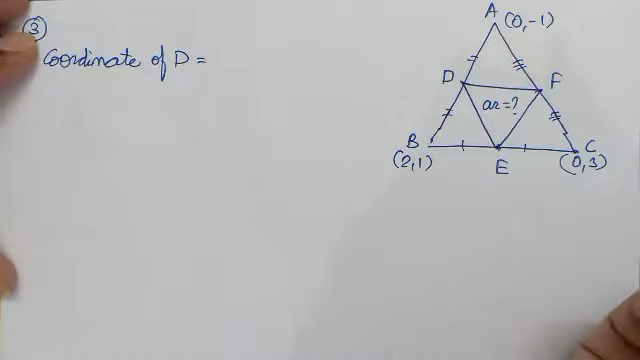 3
Coordinate of D =
A (0,-1)
D
F
ar=?
B
(2,1)
E
C
(0,3)